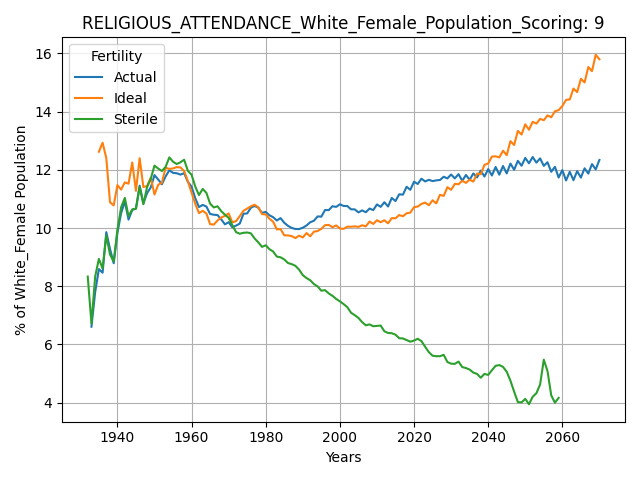 RELIGIOUS_ATTENDANCE_White_Female_Population_Scoring: 9
Fertility
Actual
Ideal
Sterile
% of White_Female Population
16
14
12
10
8
6
4
1940 1960 1980 2000 2020 2040 2060
Years